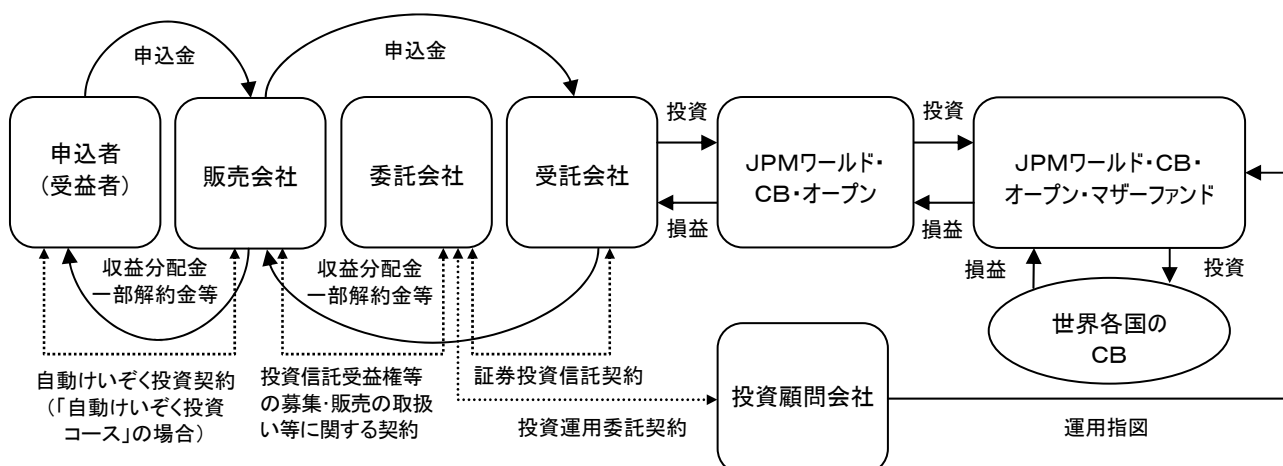 申込金
申込金
申込者
(受益者)
販売会社
委託会社
受託会社
投資
損益
JPMワールド・
CB・オープン
投資
損益
JPMワールド・CB・
オープン・マザーファンド
収益分配金
一部解約金等
収益分配金
一部解約金等
損益
投資
世界各国の
CB
自動けいぞく投資契約
(「自動けいぞく投資
コース」の場合)
投資信託受益権等
の募集・販売の取扱
い等に関する契約
証券投資信託契約
投資運用委託契約
投資顧問会社
運用指図